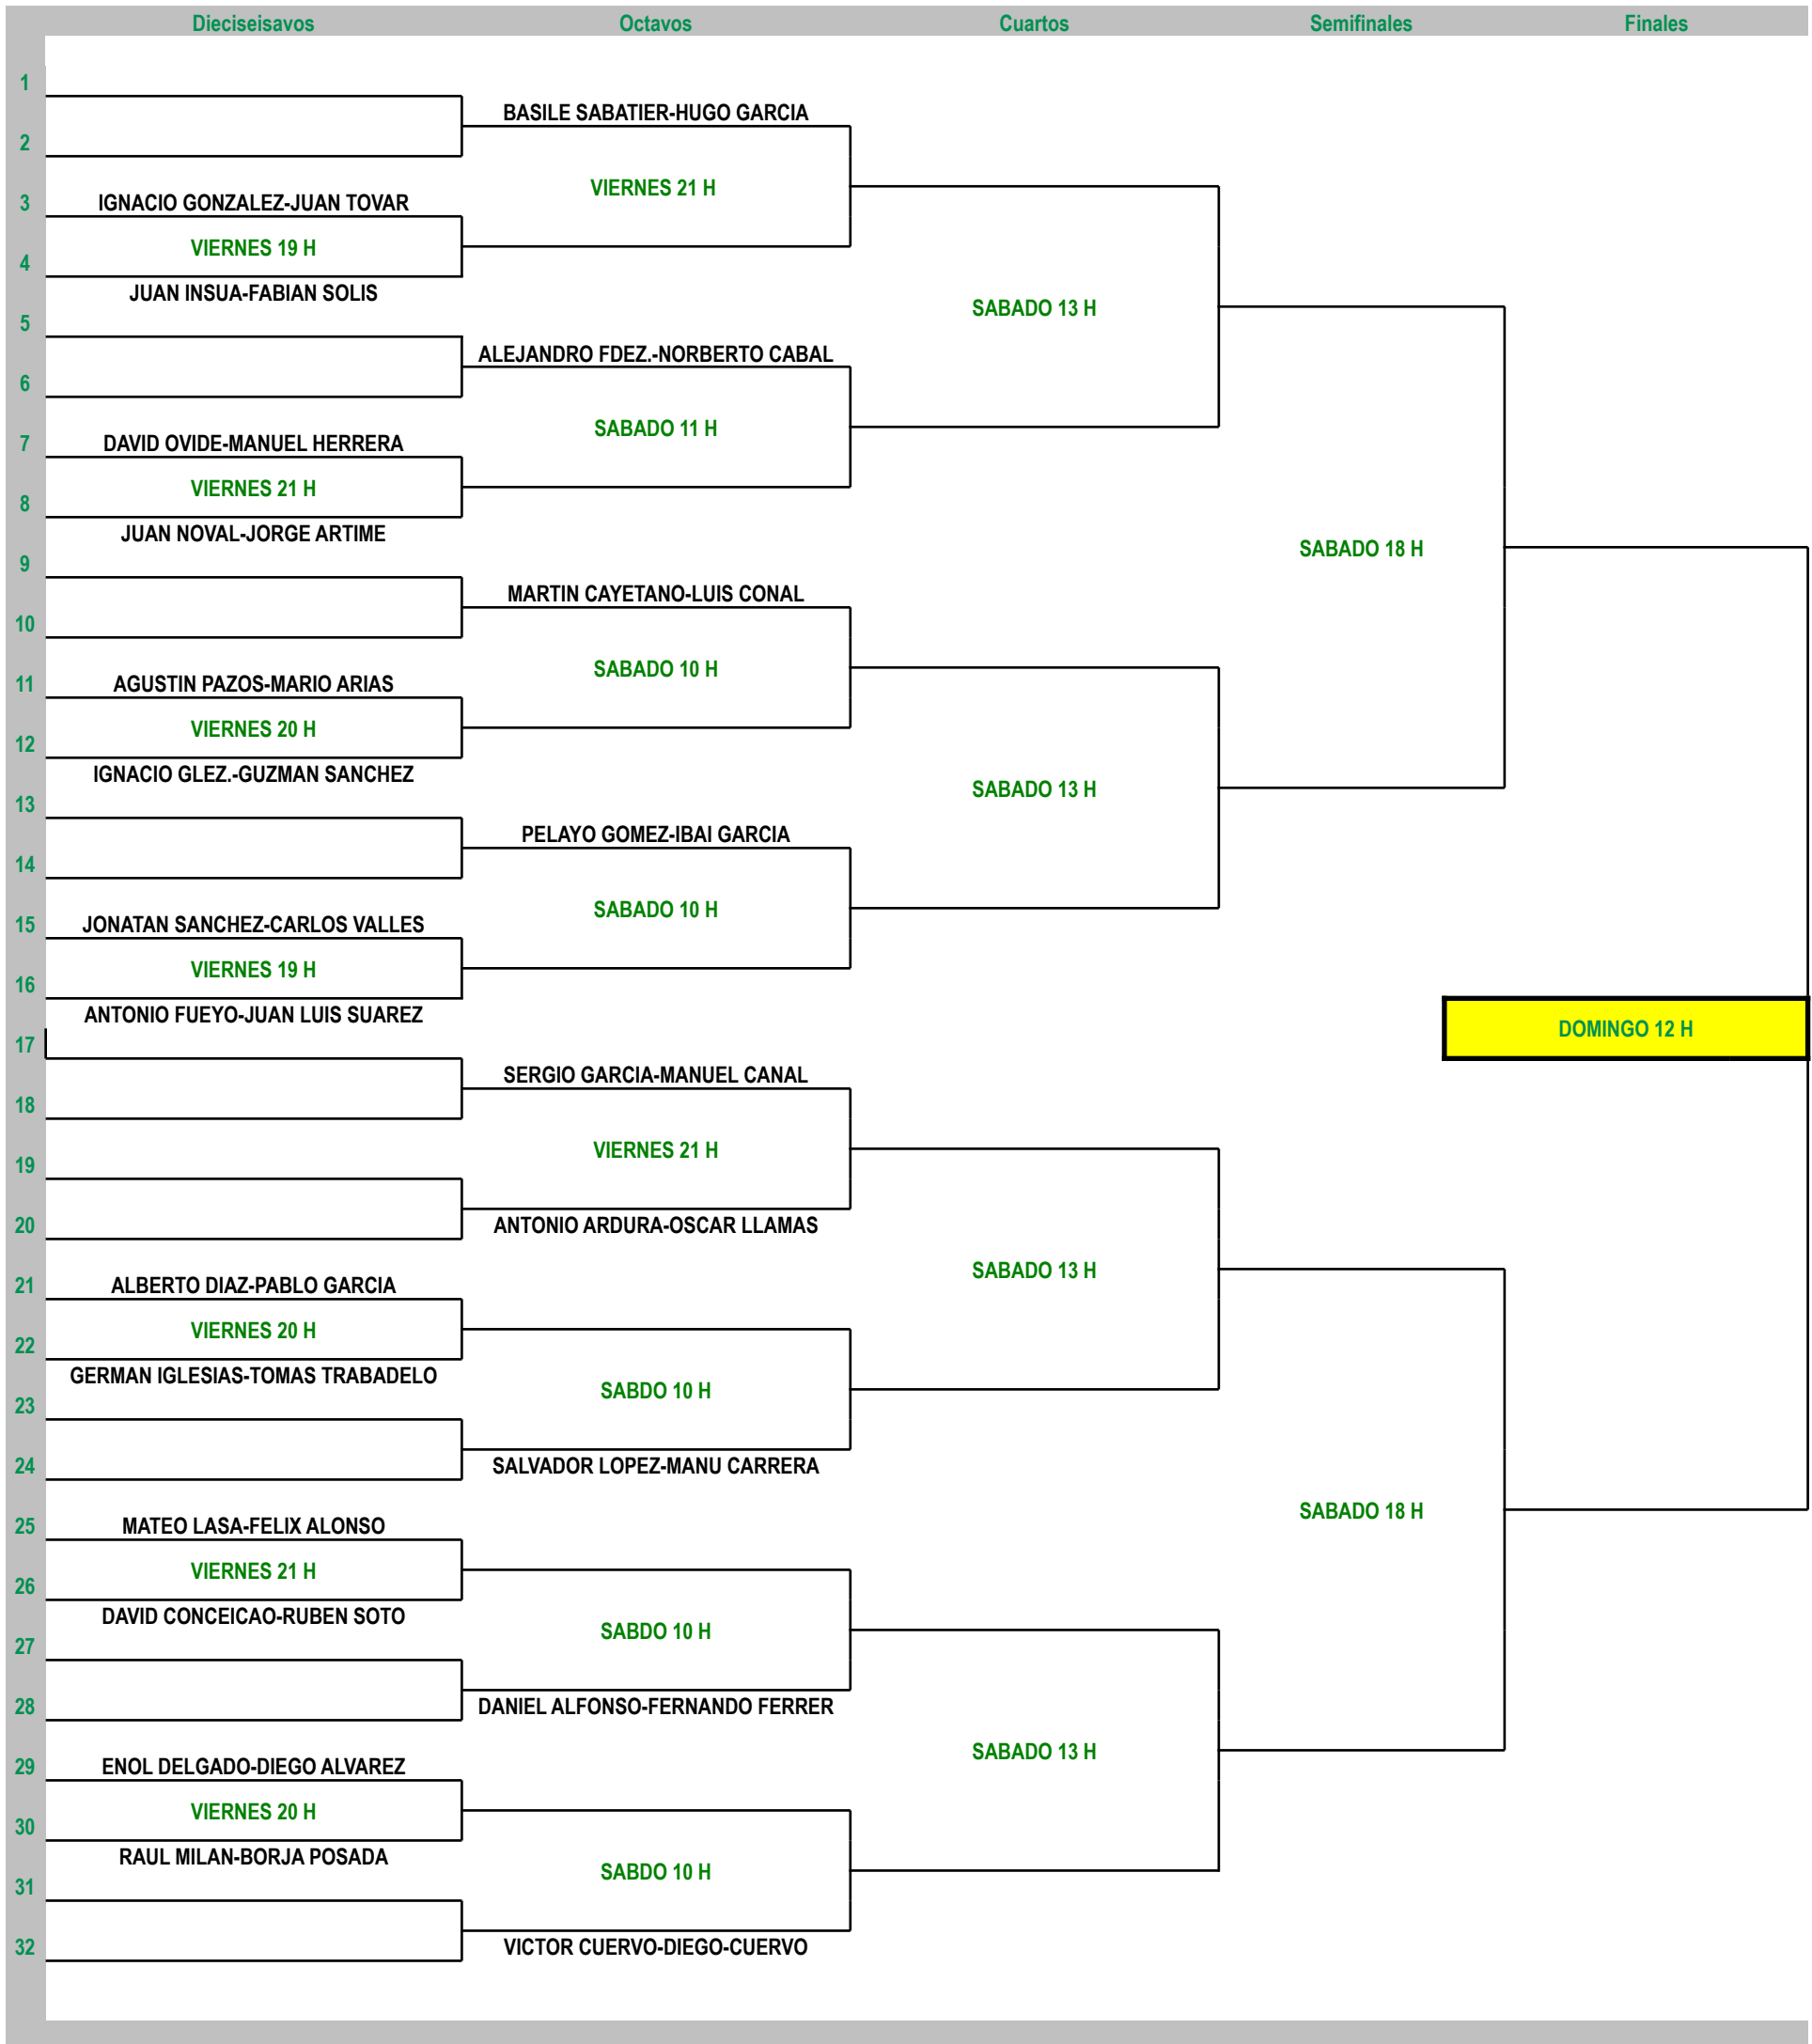 Dieciseisavos Octavos Cuartos Semifinales Finales
1
BASILE SABATIER-HUGO GARCIA
2
VIERNES 21 H
3 IGNACIO GONZALEZ-JUAN TOVAR
VIERNES 19 H
4
JUAN INSUA-FABIAN SOLIS
SABADO 13 H
5
ALEJANDRO FDEZ.-NORBERTO CABAL
6
SABADO 11 H
7 DAVID OVIDE-MANUEL HERRERA
VIERNES 21 H
8
JUAN NOVAL-JORGE ARTIME
SABADO 18 H
9
MARTIN CAYETANO-LUIS CONAL
10
SABADO 10 H
11 AGUSTIN PAZOS-MARIO ARIAS
VIERNES 20 H
12
IGNACIO GLEZ.-GUZMAN SANCHEZ
SABADO 13 H
13
PELAYO GOMEZ-IBAI GARCIA
14
SABADO 10 H
15 JONATAN SANCHEZ-CARLOS VALLES
VIERNES 19 H
16
ANTONIO FUEYO-JUAN LUIS SUAREZ
DOMINGO 12 H
17
SERGIO GARCIA-MANUEL CANAL
18
VIERNES 21 H
19
20 ANTONIO ARDURA-OSCAR LLAMAS
SABADO 13 H
21 ALBERTO DIAZ-PABLO GARCIA
VIERNES 20 H
22
GERMAN IGLESIAS-TOMAS TRABADELO
SABDO 10 H
23
24 SALVADOR LOPEZ-MANU CARRERA
SABADO 18 H
25 MATEO LASA-FELIX ALONSO
VIERNES 21 H
26
DAVID CONCEICAO-RUBEN SOTO
SABDO 10 H
27
28 DANIEL ALFONSO-FERNANDO FERRER
SABADO 13 H
29 ENOL DELGADO-DIEGO ALVAREZ
VIERNES 20 H
30
RAUL MILAN-BORJA POSADA
SABDO 10 H
31
32 VICTOR CUERVO-DIEGO-CUERVO